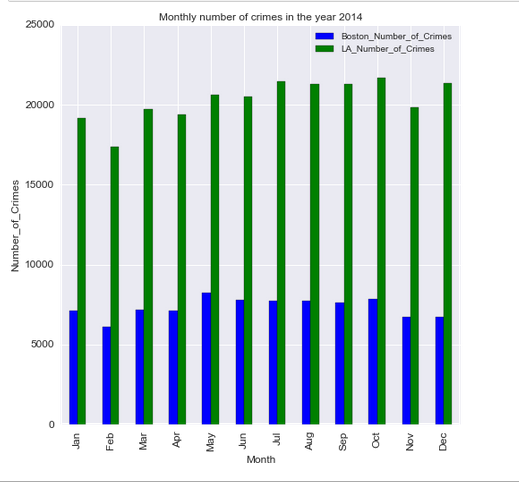 Monthly number of crimes in the year 2014
25000
20000
15000
10000
5000
0
Number_of_Crimes
Boston_Number_of_Crimes
LA_Number_of_Crimes
Jan Feb Mar Apr May Jun Jul Aug Sep Oct Nov Dec
Month